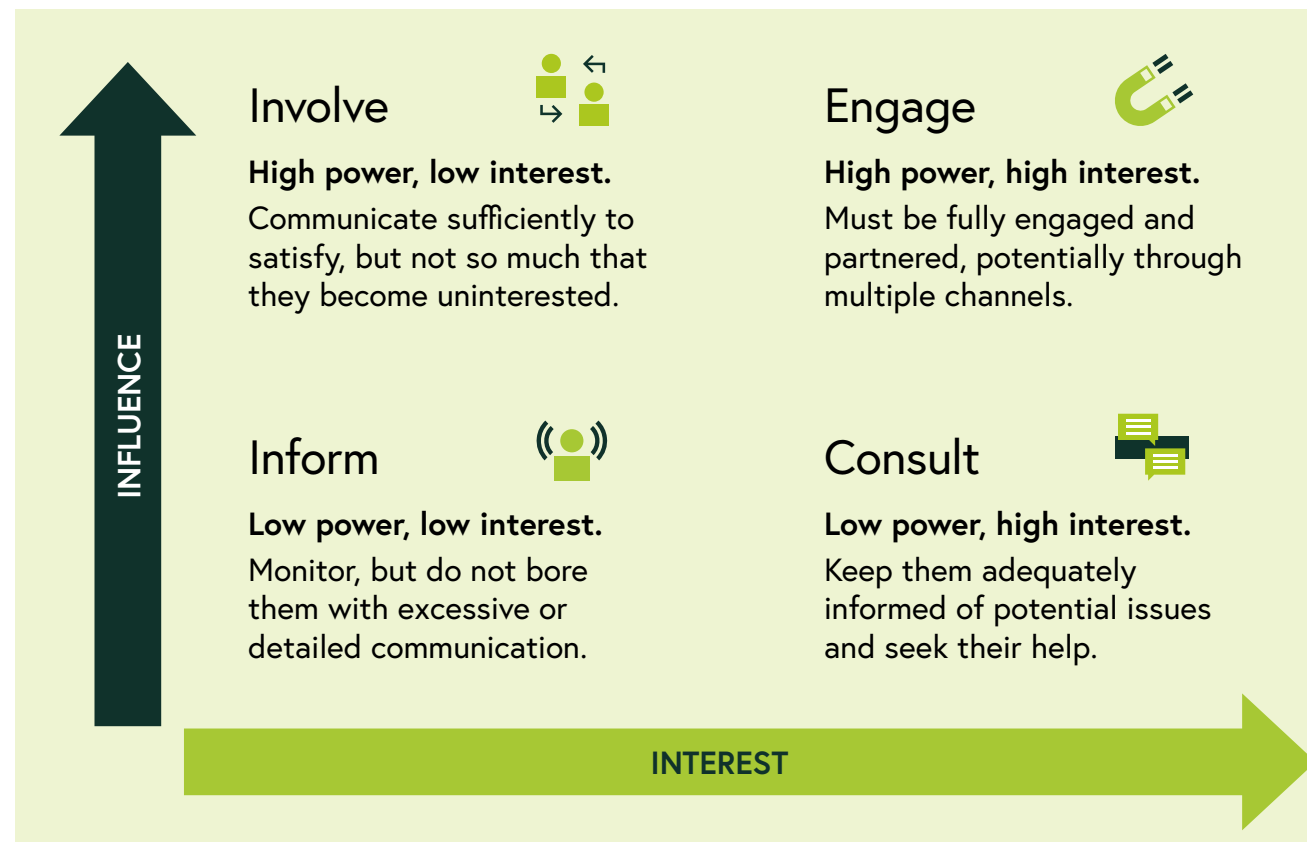 Involve
High power, low interest.
Communicate sufficiently to
satisfy, but not so much that
they become uninterested.
Engage
High power, high interest.
Must be fully engaged and
partnered, potentially through
multiple channels.
INFLUENCE
Inform
Low power, low interest.
Monitor, but do not bore
them with excessive or
detailed communication.
Consult
Low power, high interest.
Keep them adequately
informed of potential issues
and seek their help.
INTEREST